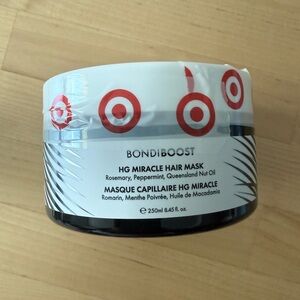 BONDIBOOST
HG MIRACLE HAIR MASK
Rosemary, Peppermint, Queensland Nut Oil
MASQUE CAPILLAIRE HG MIRACLE
Romarin, Menthe Poivrée, Huile de Macadamia
℮ 250ml 8.45 fl. oz.